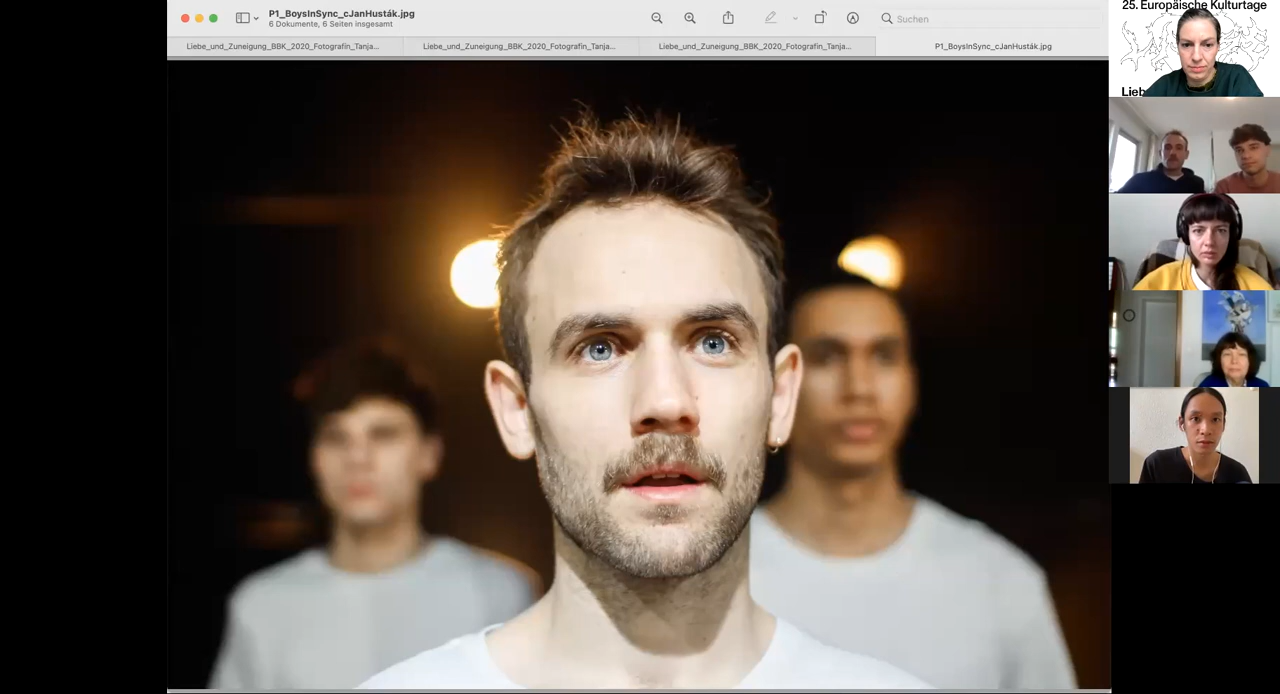 P1_BoysInSync_cJanHusták.jpg
6 Dokumente, 6 Seiten insgesamt
Suchen
Liebe_und_Zuneigung_BBK_2020_Fotografin_Tanja...
Liebe_und_Zuneigung_BBK_2020_Fotografin_Tanja...
Liebe_und_Zuneigung_BBK_2020_Fotografin_Tanja...
P1_BoysInSync_cJanHusták.jpg
25. Europäische Kulturtage
Lieb